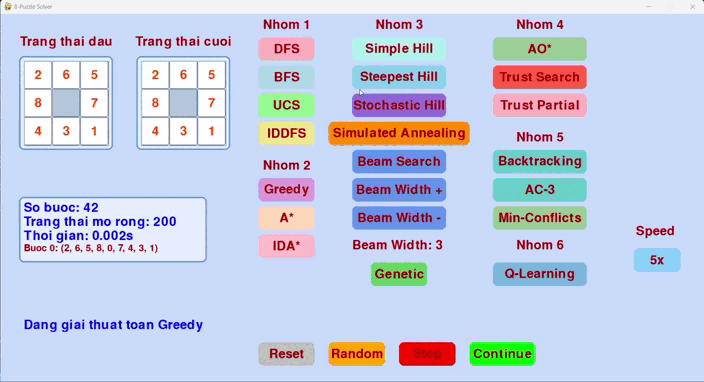 8-Puzzle Solver
Trang thai dau
Trang thai cuoi
2 6 5
8 7
4 3 1
2 6 5
8 7
4 3 1
So buoc: 42
Trang thai mo rong: 200
Thoi gian: 0.002s
Buoc 0: (2, 6, 5, 8, 0, 7, 4, 3, 1)
Dang giai thuat toan Greedy
Nhom 1
DFS
BFS
UCS
IDDFS
Nhom 2
Greedy
A*
IDA*
Nhom 3
Simple Hill
Steepest Hill
Stochastic Hill
Simulated Annealing
Beam Search
Beam Width +
Beam Width -
Beam Width: 3
Genetic
Nhom 4
AO*
Trust Search
Trust Partial
Nhom 5
Backtracking
AC-3
Min-Conflicts
Nhom 6
Q-Learning
Speed
5x
Reset
Random
Stop
Continue